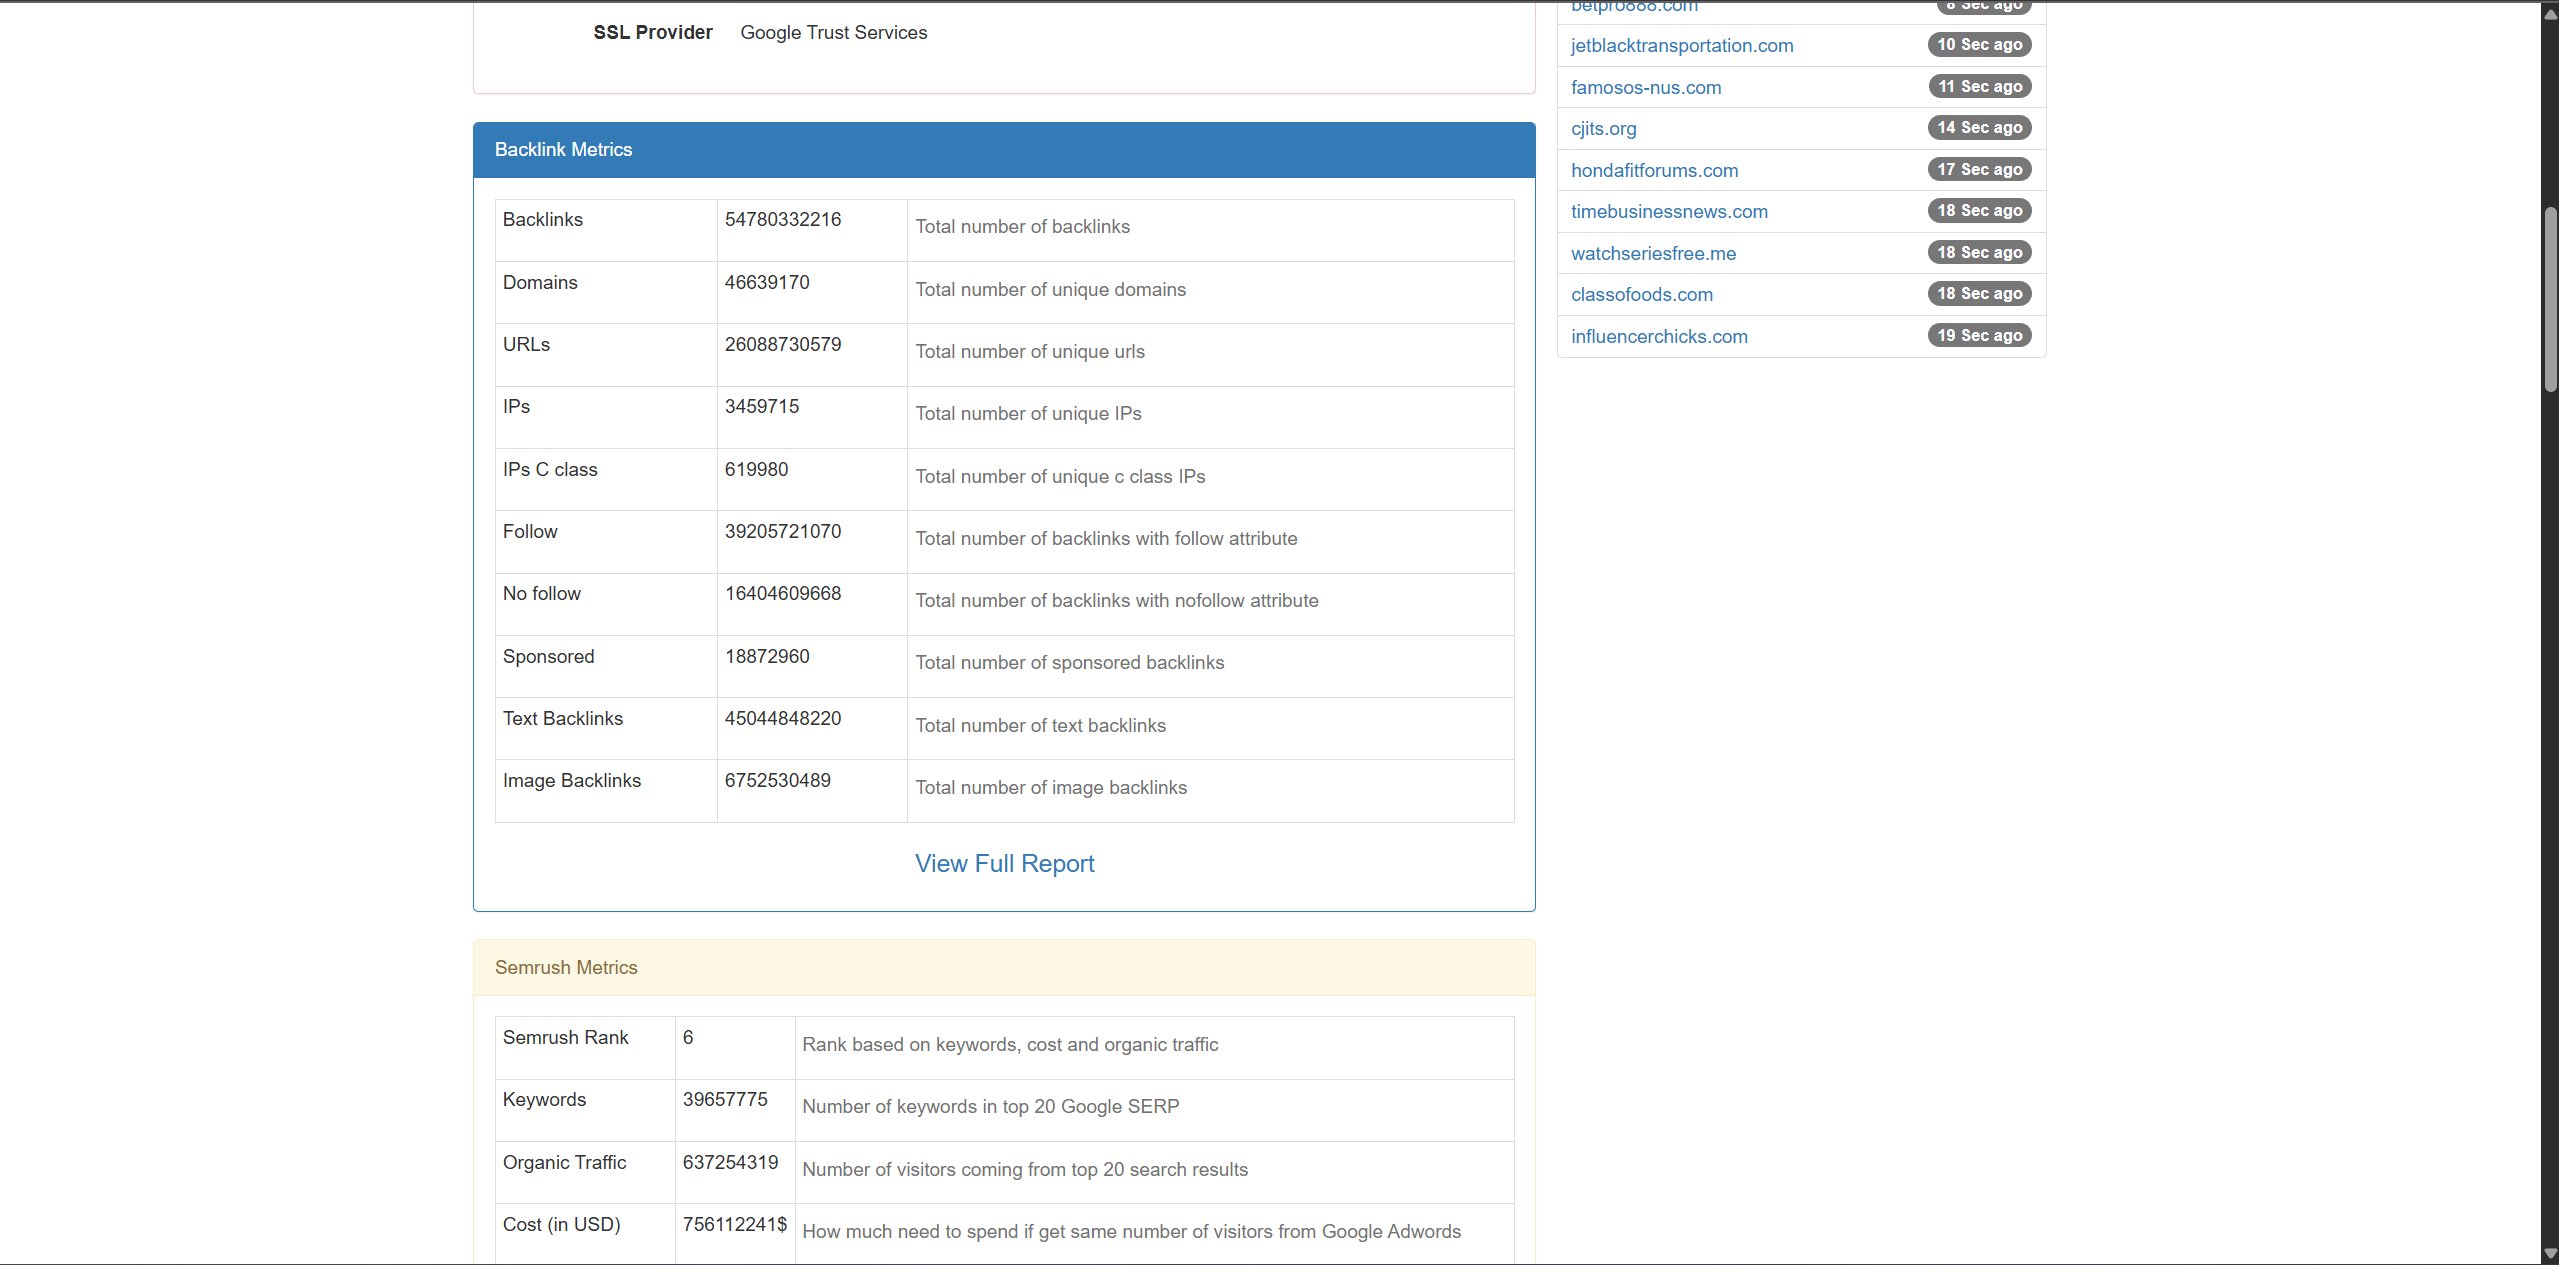 SSL Provider Google Trust Services
Backlink Metrics
Backlinks 54780332216 Total number of backlinks
Domains 46639170 Total number of unique domains
URLs 26088730579 Total number of unique urls
IPs 3459715 Total number of unique IPs
IPs C class 619980 Total number of unique c class IPs
Follow 39205721070 Total number of backlinks with follow attribute
No follow 16404609668 Total number of backlinks with nofollow attribute
Sponsored 18872960 Total number of sponsored backlinks
Text Backlinks 45044848220 Total number of text backlinks
Image Backlinks 6752530489 Total number of image backlinks
View Full Report
Semrush Metrics
Semrush Rank 6 Rank based on keywords, cost and organic traffic
Keywords 39657775 Number of keywords in top 20 Google SERP
Organic Traffic 637254319 Number of visitors coming from top 20 search results
Cost (in USD) 756112241$ How much need to spend if get same number of visitors from Google Adwords
betpro888.com 8 Sec ago
jetblacktransportation.com 10 Sec ago
famosos-nus.com 11 Sec ago
cjits.org 14 Sec ago
hondafitforums.com 17 Sec ago
timebusinessnews.com 18 Sec ago
watchseriesfree.me 18 Sec ago
classofoods.com 18 Sec ago
influencerchicks.com 19 Sec ago